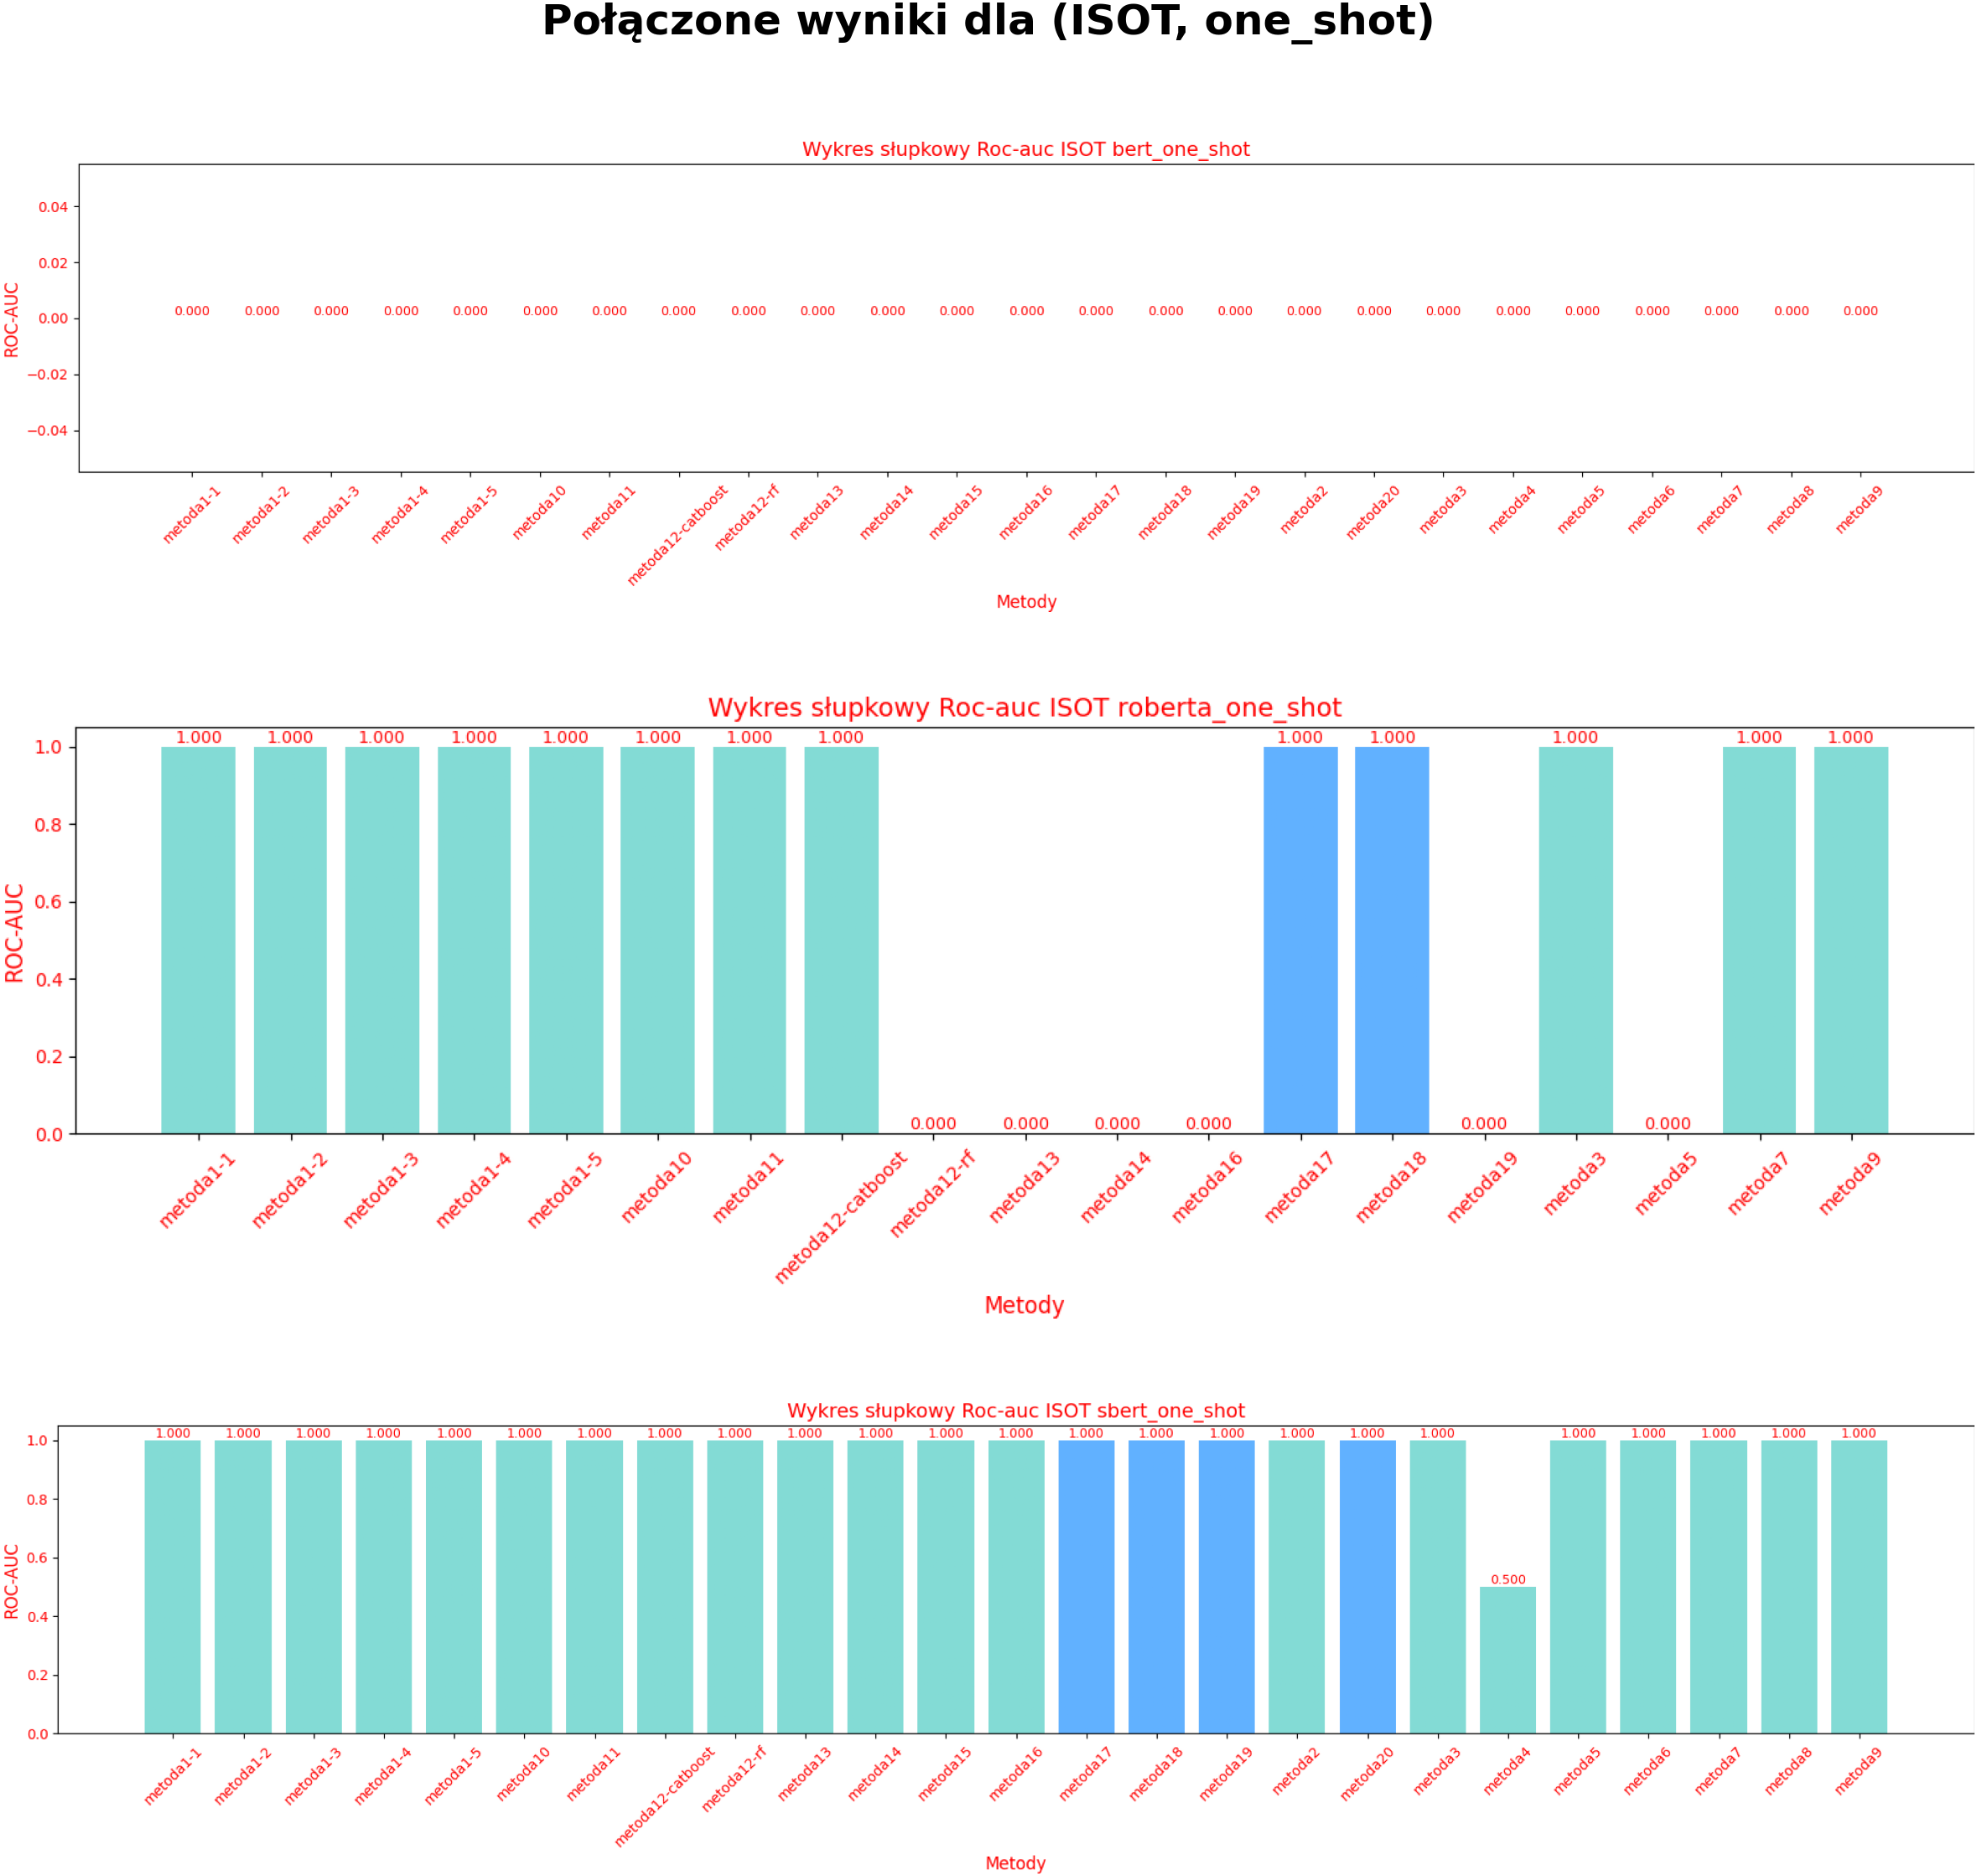 Połączone wyniki dla (ISOT, one_shot)
Wykres słupkowy Roc-auc ISOT bert_one_shot
0.04
0.02
0.00
−0.02
−0.04
ROC-AUC
0.000 0.000 0.000 0.000 0.000 0.000 0.000 0.000 0.000 0.000 0.000 0.000 0.000 0.000 0.000 0.000 0.000 0.000 0.000 0.000 0.000 0.000 0.000 0.000 0.000
metoda1-1 metoda1-2 metoda1-3 metoda1-4 metoda1-5 metoda10 metoda11 metoda12-catboost metoda12-rf metoda13 metoda14 metoda15 metoda16 metoda17 metoda18 metoda19 metoda2 metoda20 metoda3 metoda4 metoda5 metoda6 metoda7 metoda8 metoda9
Metody
Wykres słupkowy Roc-auc ISOT roberta_one_shot
1.000 1.000 1.000 1.000 1.000 1.000 1.000 1.000 0.000 0.000 0.000 0.000 1.000 1.000 0.000 1.000 0.000 1.000 1.000
1.0
0.8
0.6
0.4
0.2
0.0
ROC-AUC
metoda1-1 metoda1-2 metoda1-3 metoda1-4 metoda1-5 metoda10 metoda11 metoda12-catboost metoda12-rf metoda13 metoda14 metoda16 metoda17 metoda18 metoda19 metoda3 metoda5 metoda7 metoda9
Metody
Wykres słupkowy Roc-auc ISOT sbert_one_shot
1.000 1.000 1.000 1.000 1.000 1.000 1.000 1.000 1.000 1.000 1.000 1.000 1.000 1.000 1.000 1.000 1.000 1.000 1.000 0.500 1.000 1.000 1.000 1.000 1.000
1.0
0.8
0.6
0.4
0.2
0.0
ROC-AUC
metoda1-1 metoda1-2 metoda1-3 metoda1-4 metoda1-5 metoda10 metoda11 metoda12-catboost metoda12-rf metoda13 metoda14 metoda15 metoda16 metoda17 metoda18 metoda19 metoda2 metoda20 metoda3 metoda4 metoda5 metoda6 metoda7 metoda8 metoda9
Metody